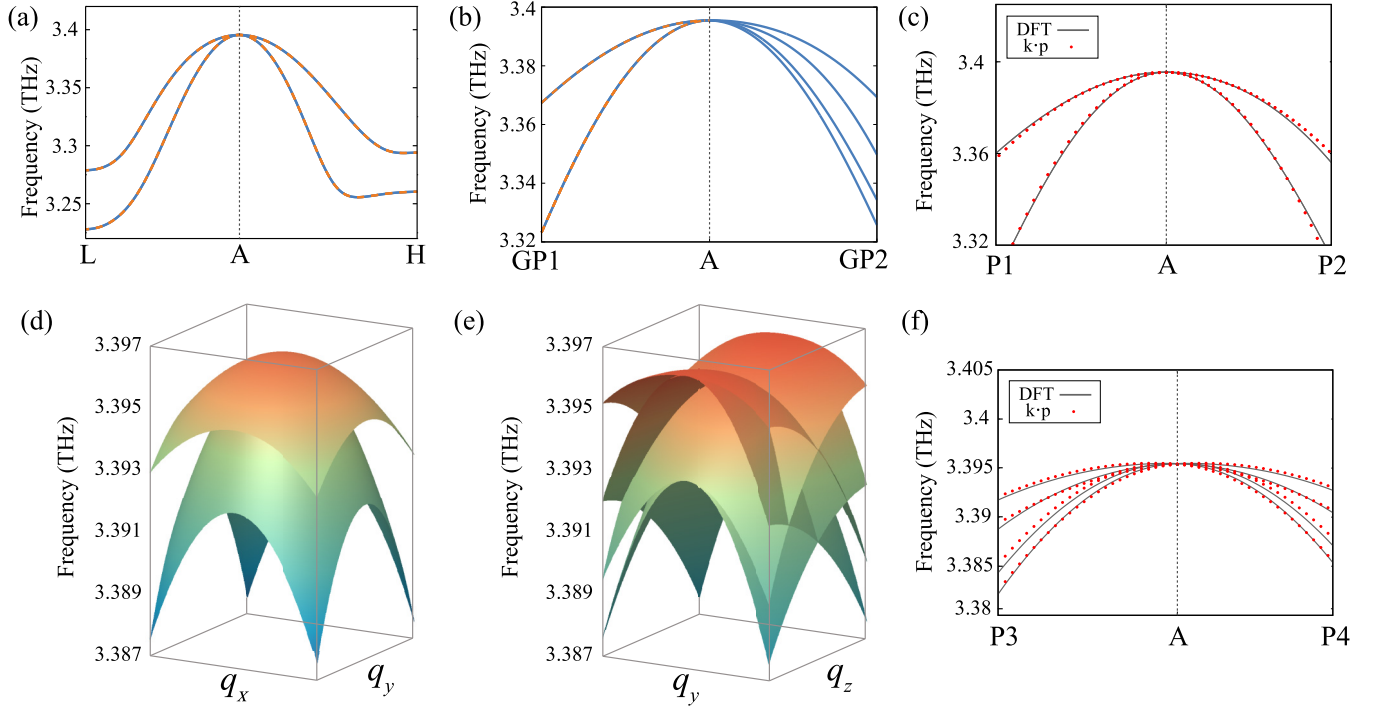 (a)
Frequency (THz)
3.4
3.35
3.3
3.25
L
A
H
(b)
Frequency (THz)
3.4
3.38
3.36
3.34
3.32
GP1
A
GP2
(c)
Frequency (THz)
3.4
3.36
3.32
DFT
k·p
P1
A
P2
(d)
Frequency (THz)
3.397
3.395
3.393
3.391
3.389
3.387
qx
qy
(e)
Frequency (THz)
3.397
3.395
3.393
3.391
3.389
3.387
qy
qz
(f)
Frequency (THz)
3.405
3.4
3.395
3.39
3.385
3.38
DFT
k·p
P3
A
P4